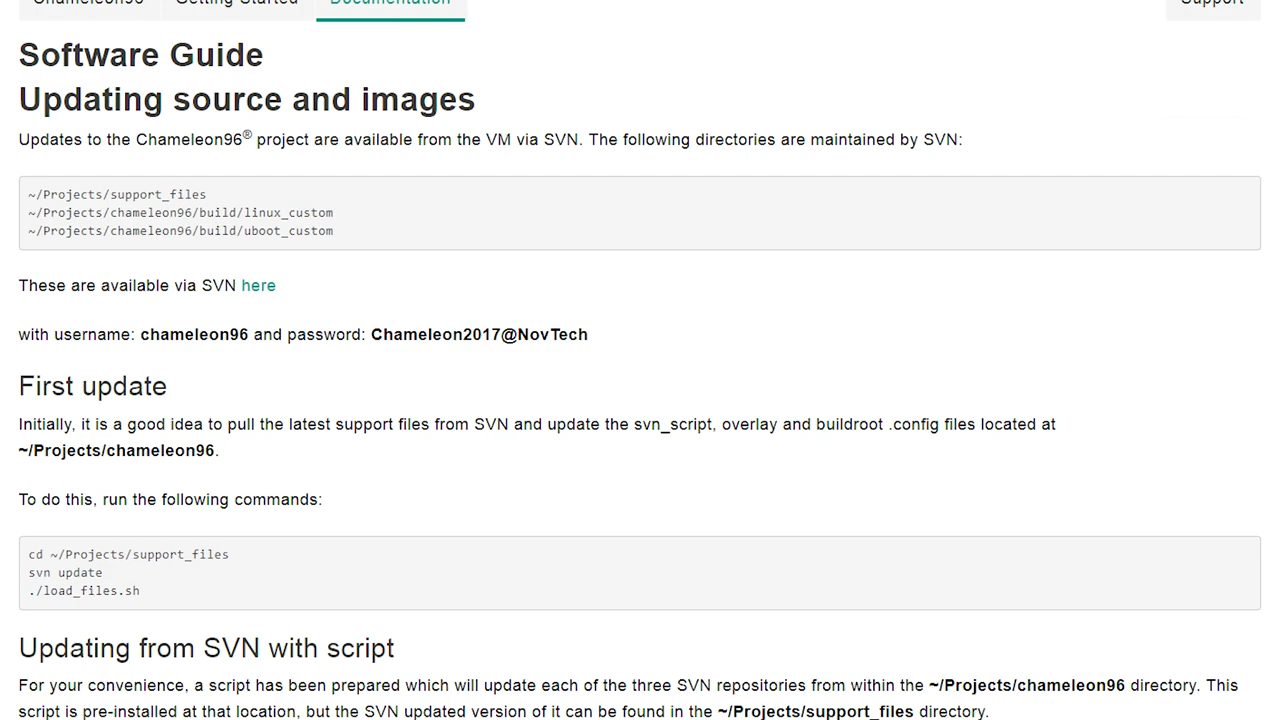 Chameleon96 Getting Started Documentation Support
Software Guide
Updating source and images
Updates to the Chameleon96® project are available from the VM via SVN. The following directories are maintained by SVN:
~/Projects/support_files
~/Projects/chameleon96/build/linux_custom
~/Projects/chameleon96/build/uboot_custom
These are available via SVN here
with username: chameleon96 and password: Chameleon2017@NovTech
First update
Initially, it is a good idea to pull the latest support files from SVN and update the svn_script, overlay and buildroot .config files located at
~/Projects/chameleon96.
To do this, run the following commands:
cd ~/Projects/support_files
svn update
./load_files.sh
Updating from SVN with script
For your convenience, a script has been prepared which will update each of the three SVN repositories from within the ~/Projects/chameleon96 directory. This
script is pre-installed at that location, but the SVN updated version of it can be found in the ~/Projects/support_files directory.